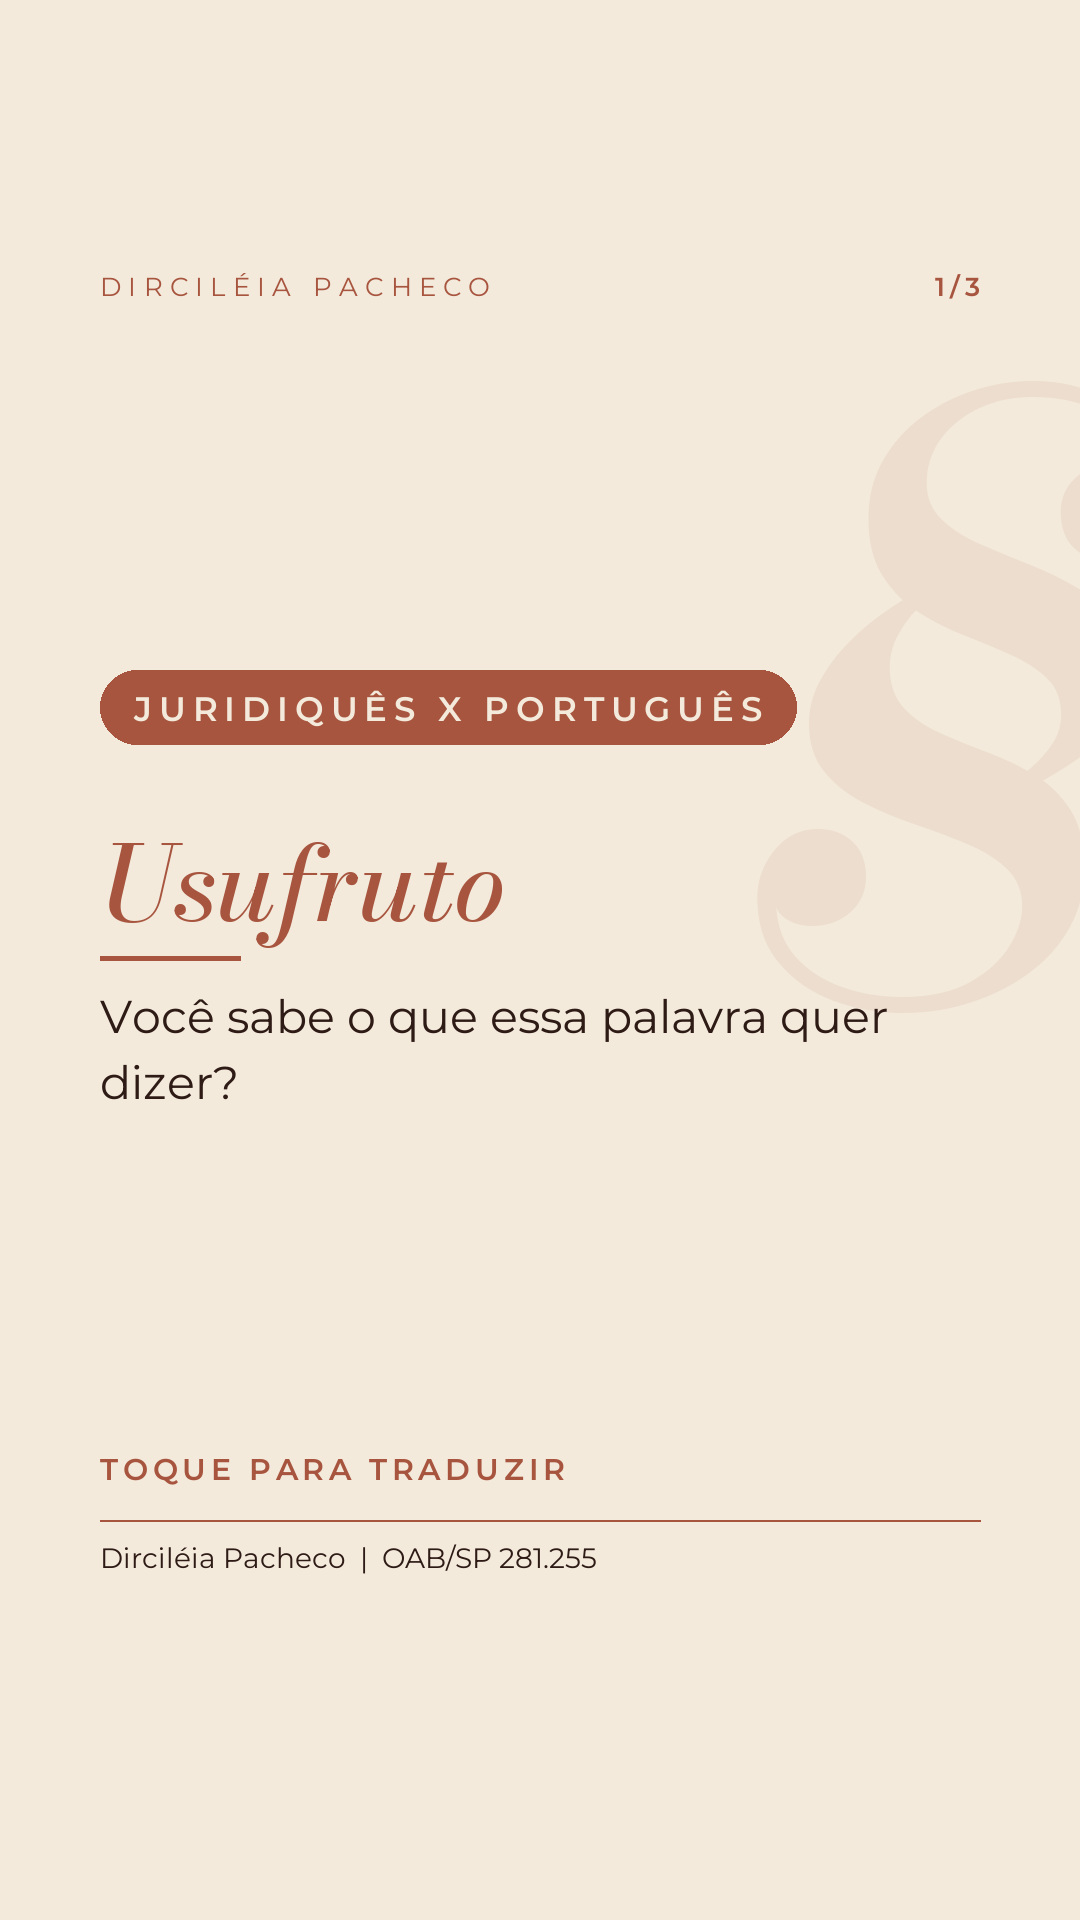 DIRCILÉIA PACHECO
1/3
§
JURIDIQUÊS X PORTUGUÊS
Usufruto
Você sabe o que essa palavra quer
dizer?
TOQUE PARA TRADUZIR
Dirciléia Pacheco | OAB/SP 281.255